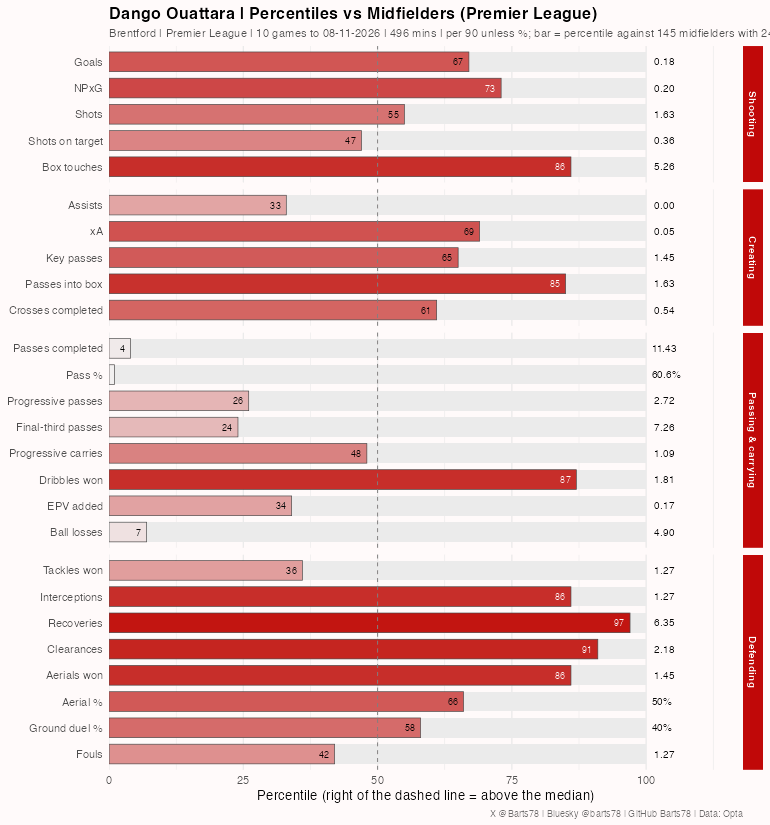 Dango Ouattara | Percentiles vs Midfielders (Premier League)
Brentford | Premier League | 10 games to 08-11-2026 | 496 mins | per 90 unless %; bar = percentile against 145 midfielders with 24
Shooting
Goals 67 0.18
NPxG 73 0.20
Shots 55 1.63
Shots on target 47 0.36
Box touches 86 5.26
Creating
Assists 33 0.00
xA 69 0.05
Key passes 65 1.45
Passes into box 85 1.63
Crosses completed 61 0.54
Passing & carrying
Passes completed 4 11.43
Pass % 60.6%
Progressive passes 26 2.72
Final-third passes 24 7.26
Progressive carries 48 1.09
Dribbles won 87 1.81
EPV added 34 0.17
Ball losses 7 4.90
Defending
Tackles won 36 1.27
Interceptions 86 1.27
Recoveries 97 6.35
Clearances 91 2.18
Aerials won 86 1.45
Aerial % 66 50%
Ground duel % 58 40%
Fouls 42 1.27
0 25 50 75 100
Percentile (right of the dashed line = above the median)
X @Barts78 | Bluesky @barts78 | GitHub Barts78 | Data: Opta